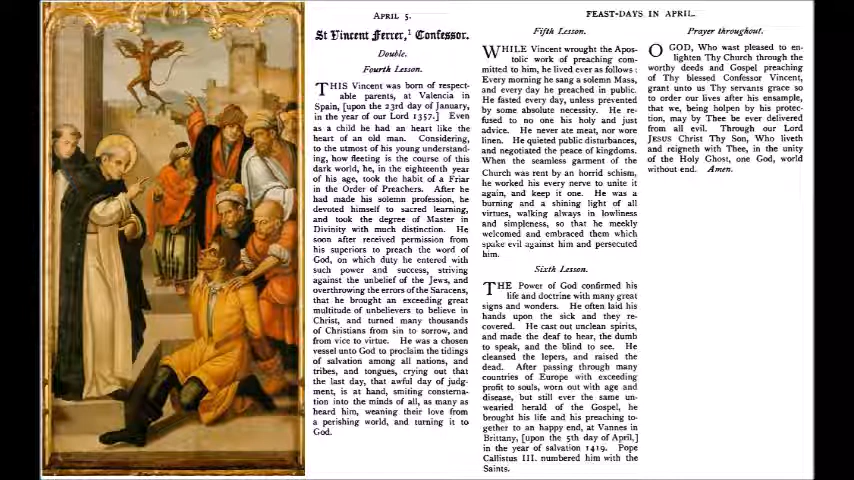 APRIL 5.
St Vincent Ferrer,¹ Confessor.
Double.
Fourth Lesson.
THIS Vincent was born of respect-
able parents, at Valencia in
Spain, [upon the 23rd day of January,
in the year of our Lord 1357.] Even
as a child he had an heart like the
heart of an old man. Considering,
to the utmost of his young understand-
ing, how fleeting is the course of this
dark world, he, in the eighteenth year
of his age, took the habit of a Friar
in the Order of Preachers. After he
had made his solemn profession, he
devoted himself to sacred learning,
and took the degree of Master in
Divinity with much distinction. He
soon after received permission from
his superiors to preach the word of
God, on which duty he entered with
such power and success, striving
against the unbelief of the Jews, and
overthrowing the errors of the Saracens,
that he brought an exceeding great
multitude of unbelievers to believe in
Christ, and turned many thousands
of Christians from sin to sorrow, and
from vice to virtue. He was a chosen
vessel unto God to proclaim the tidings
of salvation among all nations, and
tribes, and tongues, crying out that
the last day, that awful day of judg-
ment, is at hand, smiting consterna-
tion into the minds of all, as many as
heard him, weaning their love from
a perishing world, and turning it to
God.
FEAST-DAYS IN APRIL.
Fifth Lesson.
WHILE Vincent wrought the Apos-
tolic work of preaching com-
mitted to him, he lived ever as follows:
Every morning he sang a solemn Mass,
and every day he preached in public.
He fasted every day, unless prevented
by some absolute necessity. He re-
fused to no one his holy and just
advice. He never ate meat, nor wore
linen. He quieted public disturbances,
and negotiated the peace of kingdoms.
When the seamless garment of the
Church was rent by an horrid schism,
he worked his every nerve to unite it
again, and keep it one. He was a
burning and a shining light of all
virtues, walking always in lowliness
and simpleness, so that he meekly
welcomed and embraced them which
spake evil against him and persecuted
him.
Sixth Lesson.
THE Power of God confirmed his
life and doctrine with many great
signs and wonders. He often laid his
hands upon the sick and they re-
covered. He cast out unclean spirits,
and made the deaf to hear, the dumb
to speak, and the blind to see. He
cleansed the lepers, and raised the
dead. After passing through many
countries of Europe with exceeding
profit to souls, worn out with age and
disease, but still ever the same un-
wearied herald of the Gospel, he
brought his life and his preaching to-
gether to an happy end, at Vannes in
Brittany, [upon the 5th day of April,]
in the year of salvation 1419. Pope
Callistus III. numbered him with the
Saints.
Prayer throughout.
O GOD, Who wast pleased to en-
lighten Thy Church through the
worthy deeds and Gospel preaching
of Thy blessed Confessor Vincent,
grant unto us Thy servants grace so
to order our lives after his ensample,
that we, being holpen by his protec-
tion, may by Thee be ever delivered
from all evil. Through our Lord
JESUS Christ Thy Son, Who liveth
and reigneth with Thee, in the unity
of the Holy Ghost, one God, world
without end. Amen.